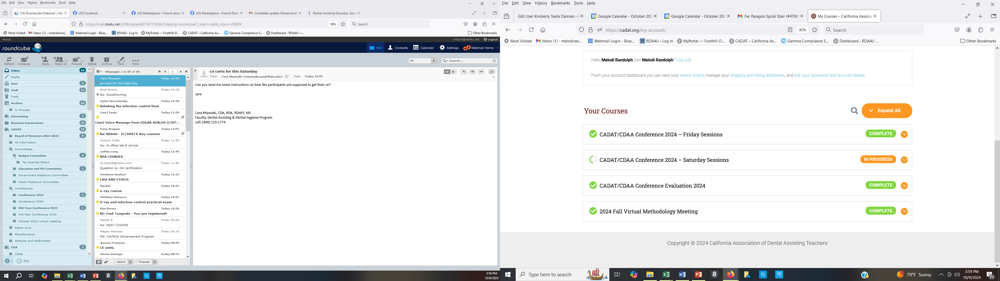 File Edit View History Bookmarks Tools Help
(16) Roundcube Webmail :: Inb
(20) Facebook
(20) Marketplace - French doub
(20) Marketplace - French Door
Candidate update: Dental Assist
Dental Assisting Educator, Sacra
https://mail.rda4u.net:2096/cpsess6676311856/3rdparty/roundcube/?_task=mail&_mbox=INBOX
90%
Search
Most Visited
Inbox (1) - melodirand...
Webmail Login - Blue...
RDA4U › Log In
MyPortal — Foothill-D...
CADAT – California As...
Gamma Compliance S...
Dashboard ‹ RDA4U —...
Other Bookmarks
About
melodi@rda4u.net Logout
roundcube
Mail Contacts Calendar Settings Webmail Home
Refresh Compose Reply Reply all Forward Delete Archive Mark More
All
Search...
Inbox 16
Drafts
Sent 3
Junk 22
Trash
Archive 20
In Process
Advertising 2
Business transactions 23
CADAT 13
Board of Directors 2022-2023 8
CE information
Committees
Budget Committee 4
Tax Exempt Status
Education and PD Committee 1
Government Relations Committee
Public Relations Committee
Conferences
Conference 2023 3
Conference 2024
Mid-Year Conference 2023 1
Mid-Year Conference 2024
October 2022 virtual meeting
Esther Cruz
Miscellaneous
Website and Webmaster
CDA 2
CDAA
0%
Messages 1 to 50 of 54
1
Cara Miyasaki Today 14:55
ce certs for this Saturday
Briel Mosna Today 14:18
Re: Goodmorning
Dylan Broschinsky Today 13:38
Retaking the infection control final
Line2 Team Today 12:39
Line2 Voice Message from EDGAR AVALOS ((707...
Fana Aragaw Today 12:07
Re: RDA4U - IC/DPA/X-Ray courses
Juliana Tuttle Today 11:53
Re: In office lab & clinical
ashley vang Today 11:40
RDA COURSES
dr.char28@yahoo.com Today 11:26
Question re: OA certification
Destinee Saetern Today 11:25
LAW AND ETHICS
Rachel Today 10:53
x-ray course
Matthew Menasco Today 10:51
X-ray and infection control practical exam
Kim Brown Today 10:50
RE: Fwd: Congrats - You are registered!
Maddy R Today 09:29
Re: XRAY COURSE
Megan Marceau Today 09:16
FW: DA/RDA Advancement Program
Kareen Freeman Today 08:49
CE units.
dennis deniega Today 08:33
Select
Threads
ce certs for this Saturday
From Cara Miyasaki <miyasakicara@fhda.edu> Date Today 14:55
Can you send me some instructions on how the participants are supposed to get their ce?
cara
Cara Miyasaki, CDA, RDA, RDHEF, MS
Faculty, Dental Assisting & Dental Hygiene Program
cell: (408) 219-1774
3:59 PM
10/9/2024
File Edit View History Bookmarks Tools Help
Edit User Kimberly Texta Damian ‹ R
Google Calendar - October 202
Google Calendar - October 202
Fw: Paragon Spiral Stair (#4790
My Courses – California Associa
https://cadat.org/my-account/
90%
Search
Most Visited
Inbox (1) - melodiran...
Webmail Login - Blue...
RDA4U › Log In
MyPortal — Foothill-D...
CADAT – California As...
Gamma Compliance S...
Dashboard ‹ RDA4U ...
Other Bookmarks
Hello Melodi Randolph (not Melodi Randolph? Log out)
From your account dashboard you can view your recent orders, manage your shipping and billing addresses, and edit your password and account details.
Your Courses
Expand All
CADAT/CDAA Conference 2024 – Friday Sessions COMPLETE
CADAT/CDAA Conference 2024 – Saturday Sessions IN PROGRESS
CADAT/CDAA Conference Evaluation 2024 COMPLETE
2024 Fall Virtual Methodology Meeting COMPLETE
Copyright © 2024 California Association of Dental Assisting Teachers
Type here to search
79°F Sunny
3:59 PM
10/9/2024
20